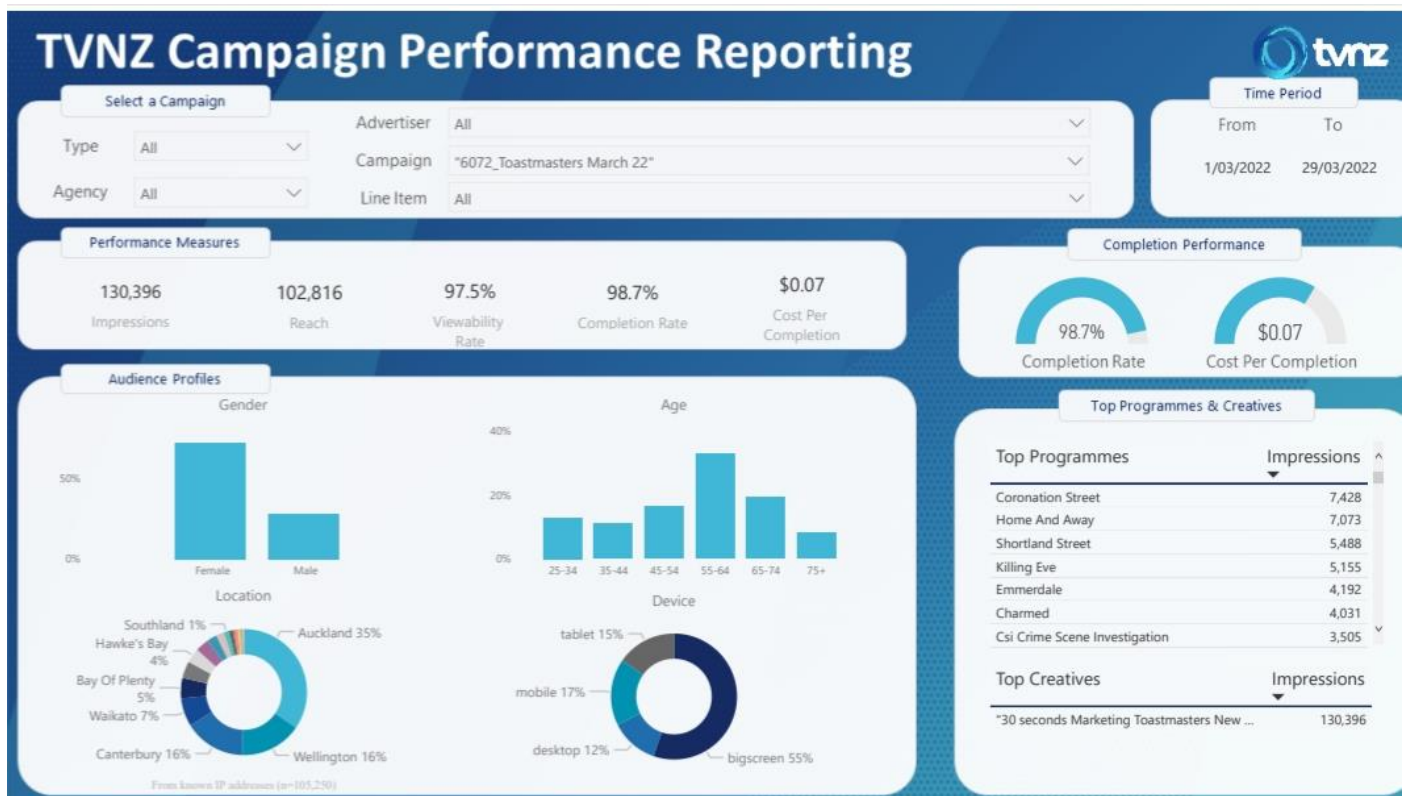 TVNZ Campaign Performance Reporting
tvnz
Select a Campaign
Type All
Agency All
Advertiser All
Campaign "6072_Toastmasters March 22"
Line Item All
Time Period
From To
1/03/2022 29/03/2022
Performance Measures
130,396 102,816 97.5% 98.7% $0.07
Impressions Reach Viewability Rate Completion Rate Cost Per Completion
Completion Performance
98.7% $0.07
Completion Rate Cost Per Completion
Audience Profiles
Gender
50%
0%
Female Male
Age
40%
20%
0%
25-34 35-44 45-54 55-64 65-74 75+
Location
Southland 1%
Hawke's Bay
4%
Bay Of Plenty
5%
Waikato 7%
Canterbury 16%
Auckland 35%
Wellington 16%
From known IP addresses (n=105,250)
Device
tablet 15%
mobile 17%
desktop 12%
bigscreen 55%
Top Programmes & Creatives
Top Programmes Impressions
Coronation Street 7,428
Home And Away 7,073
Shortland Street 5,488
Killing Eve 5,155
Emmerdale 4,192
Charmed 4,031
Csi Crime Scene Investigation 3,505
Top Creatives Impressions
"30 seconds Marketing Toastmasters New ... 130,396